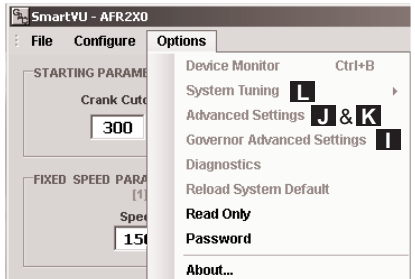 SmartVU - AFR2X0
File Configure Options
Device Monitor Ctrl+B
System Tuning L
Advanced Settings J & K
Governor Advanced Settings I
Diagnostics
Reload System Default
Read Only
Password
About...
STARTING PARAME
Crank Cuto
300
FIXED SPEED PARA
[1]
Spee
150